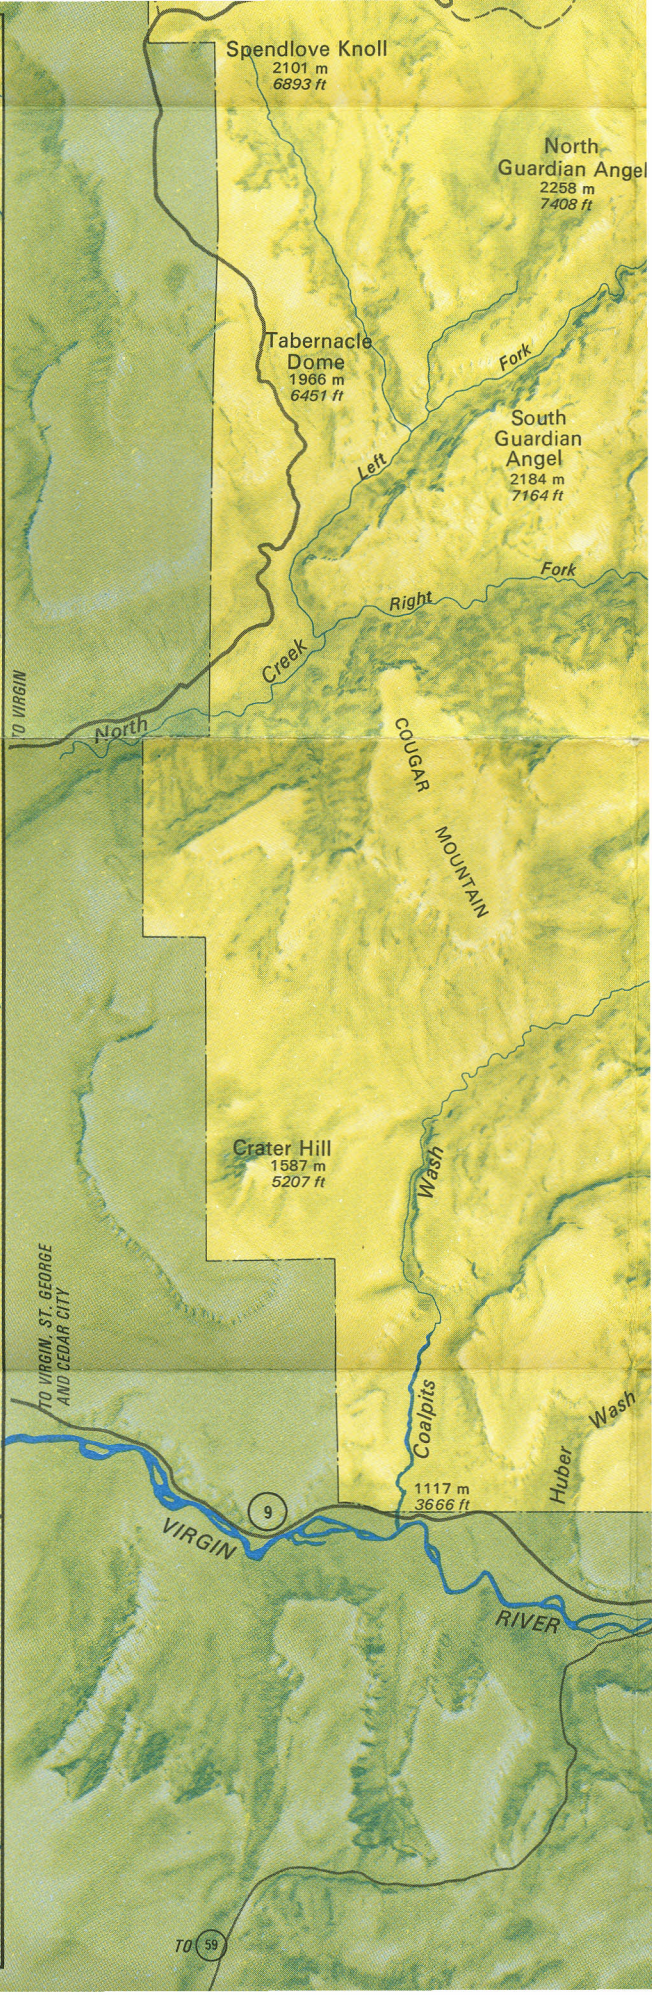 Spendlove Knoll
2101 m
6893 ft
North
Guardian Angel
2258 m
7408 ft
Tabernacle
Dome
1966 m
6451 ft
Fork
South
Guardian
Angel
2184 m
7164 ft
Left
Fork
Right
Creek
North
TO VIRGIN
COUGAR
MOUNTAIN
Crater Hill
1587 m
5207 ft
Wash
TO VIRGIN, ST. GEORGE
AND CEDAR CITY
Coalpits
Wash
Huber
1117 m
3666 ft
9
VIRGIN
RIVER
TO 59